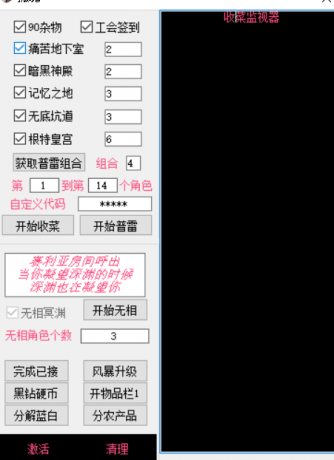 收菜监视器
90杂物 工会签到
痛苦地下室 2
暗黑神殿 2
记忆之地 3
无底坑道 3
根特皇宫 6
获取普雷组合 组合 4
第 1 到第 14 个角色
自定义代码 *****
开始收菜 开始普雷
赛利亚房间呼出
当你凝望深渊的时候
深渊也在凝望你
无相冥渊 开始无相
无相角色个数 3
完成已接 风暴升级
黑钻硬币 开物品栏1
分解蓝白 分农产品
激活 清理